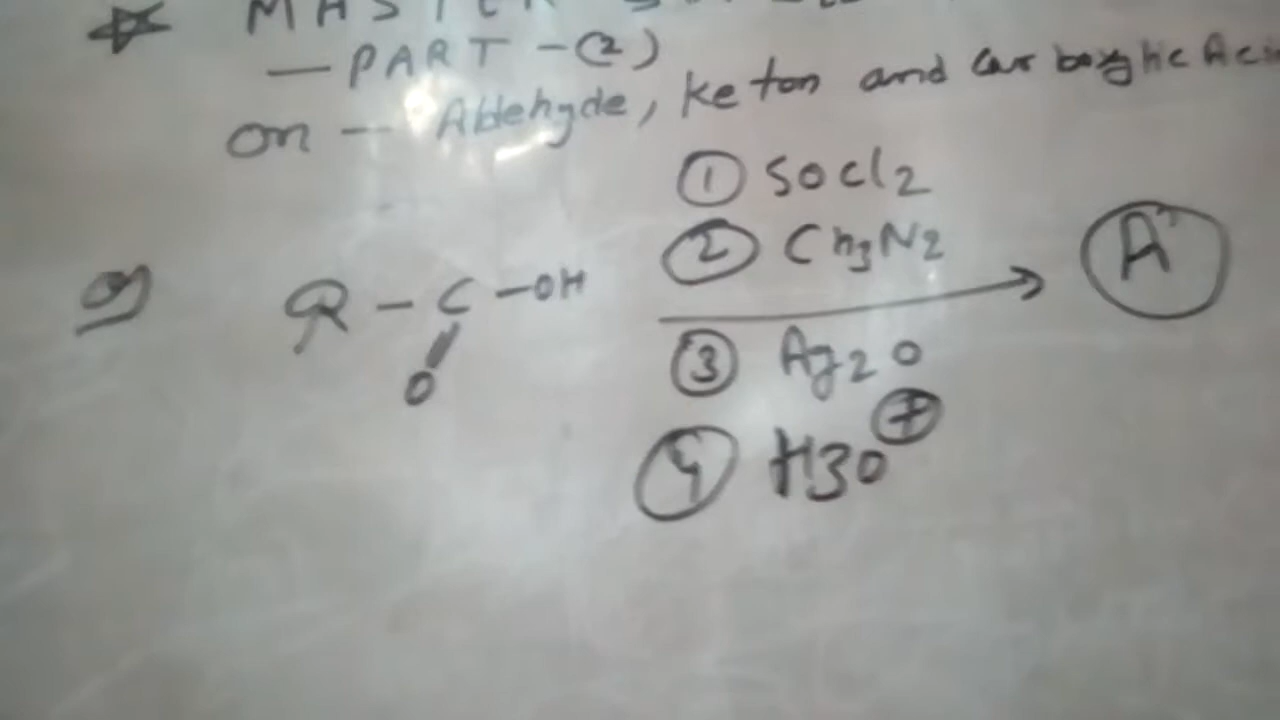 MASTER
— PART - (2)
on — Aldehyde, keton and Carboxylic Aci
① SOCl2
② CH3N2
R - C - OH
O
A
③ Ag2O
④ H3O⊕